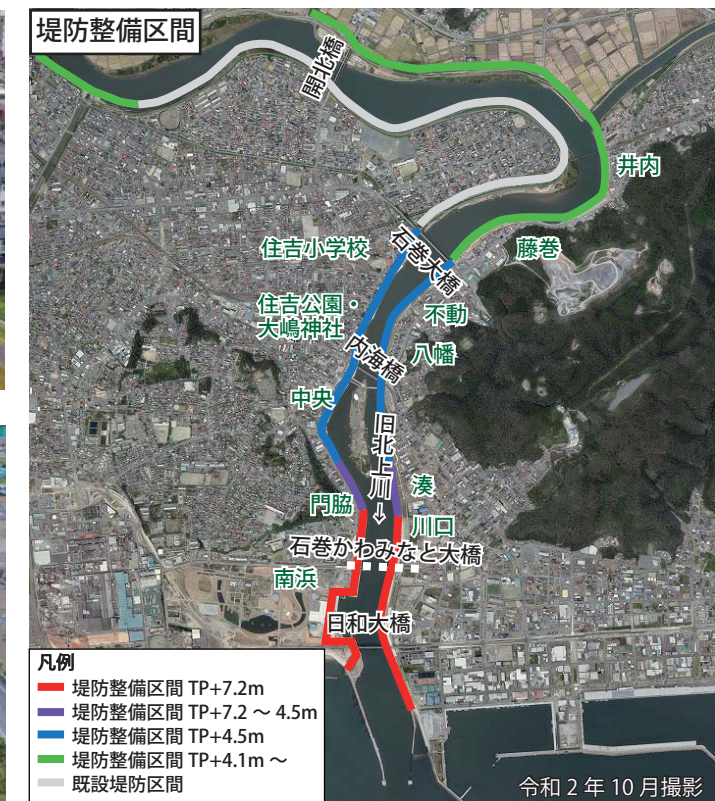 堤防整備区間
開北橋
井内
石巻大橋
住吉小学校
藤巻
住吉公園・
大嶋神社
不動
内海橋
八幡
中央
旧北上川→
湊
門脇
川口
石巻かわみなと大橋
南浜
日和大橋
凡例
堤防整備区間 TP+7.2m
堤防整備区間 TP+7.2 ～ 4.5m
堤防整備区間 TP+4.5m
堤防整備区間 TP+4.1m ～
既設堤防区間
令和 2 年 10 月撮影